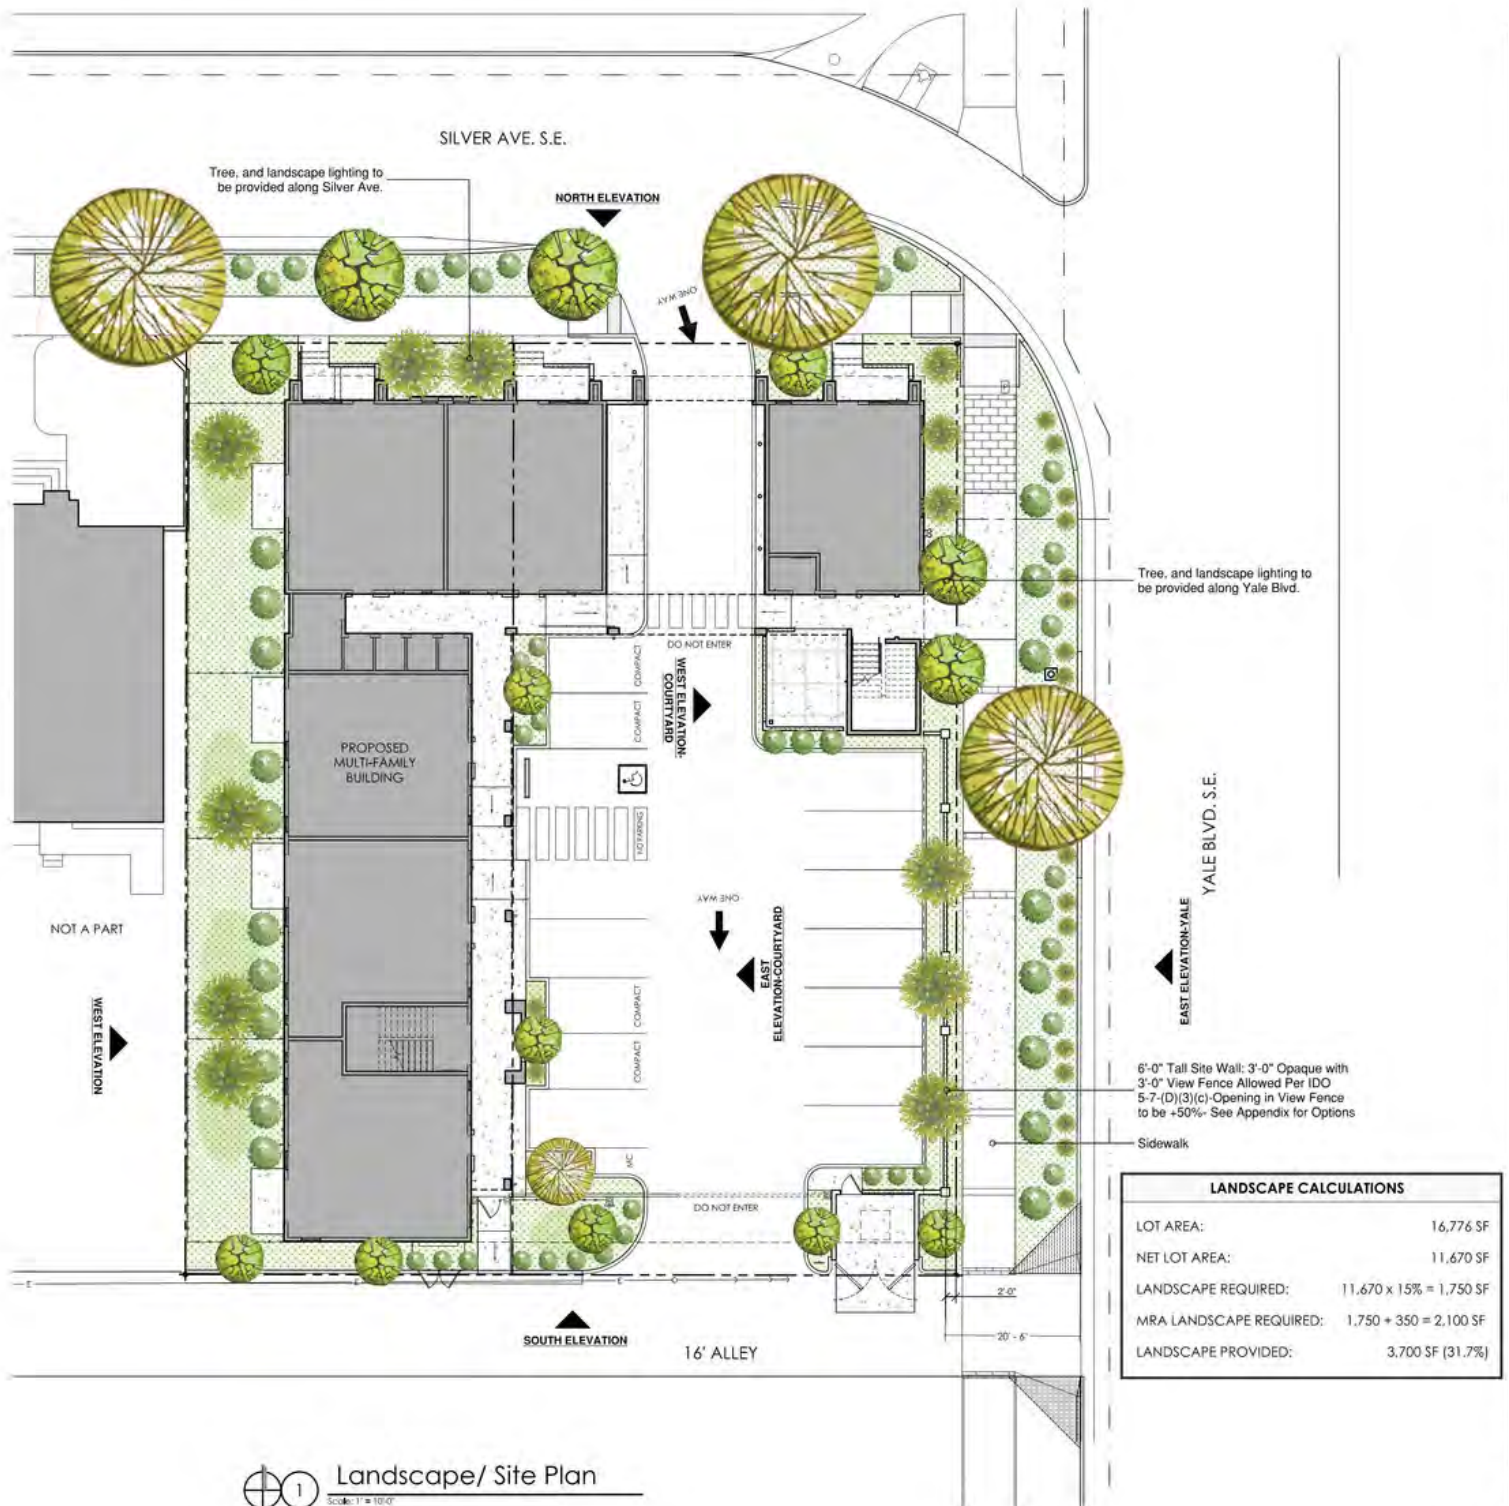 SILVER AVE. S.E.
Tree, and landscape lighting to
be provided along Silver Ave.
NORTH ELEVATION
ONE WAY
Tree, and landscape lighting to
be provided along Yale Blvd.
DO NOT ENTER
COMPACT
COMPACT
WEST ELEVATION-
COURTYARD
PROPOSED
MULTI-FAMILY
BUILDING
NO PARKING
YALE BLVD. S.E.
ONE WAY
NOT A PART
EAST
ELEVATION-COURTYARD
EAST ELEVATION-YALE
WEST ELEVATION
COMPACT
COMPACT
6'-0" Tall Site Wall: 3'-0" Opaque with
3'-0" View Fence Allowed Per IDO
5-7-(D)(3)(c)-Opening in View Fence
to be +50%- See Appendix for Options
Sidewalk
MC
DO NOT ENTER
LANDSCAPE CALCULATIONS
LOT AREA: 16,776 SF
NET LOT AREA: 11,670 SF
LANDSCAPE REQUIRED: 11,670 x 15% = 1,750 SF
MRA LANDSCAPE REQUIRED: 1,750 + 350 = 2,100 SF
LANDSCAPE PROVIDED: 3,700 SF (31.7%)
E
E
E
2'-0"
20' - 6"
SOUTH ELEVATION
16' ALLEY
1
Landscape/ Site Plan
Scale: 1" = 10'-0"